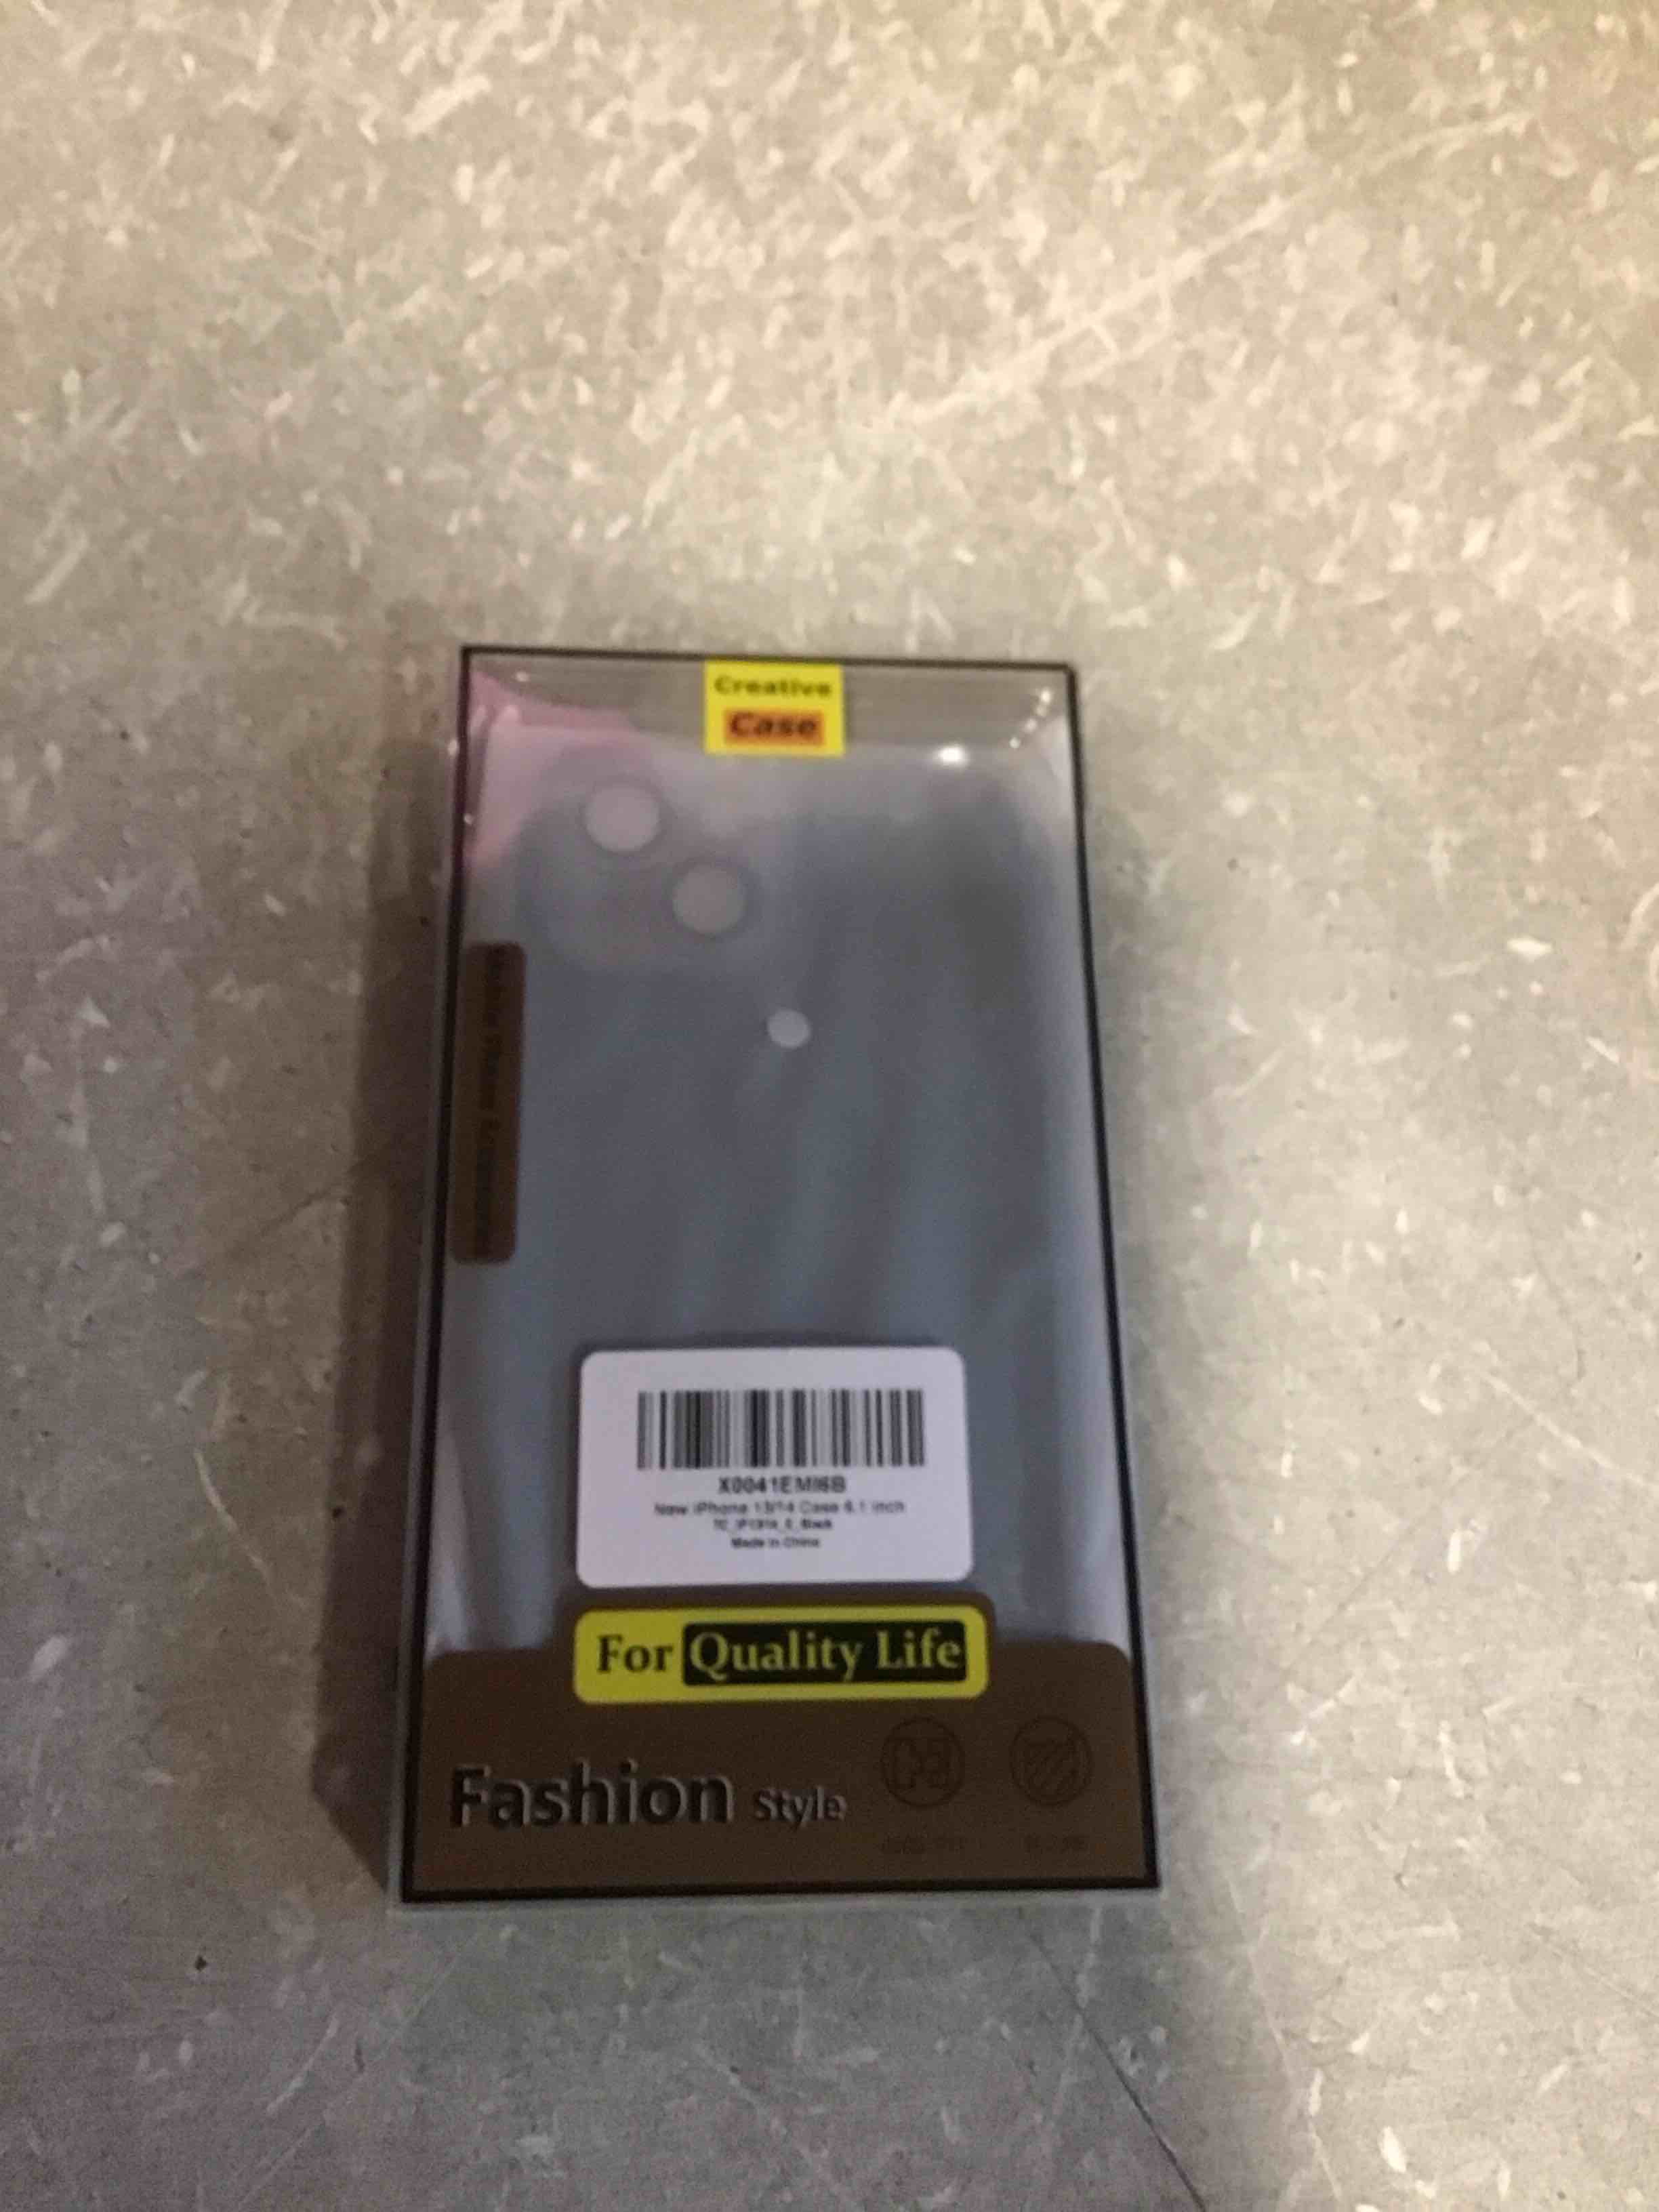 Creative
Case
X0041EMI6B
New iPhone 13/14 Case 6.1 inch
Made in China
For Quality Life
Fashion Style